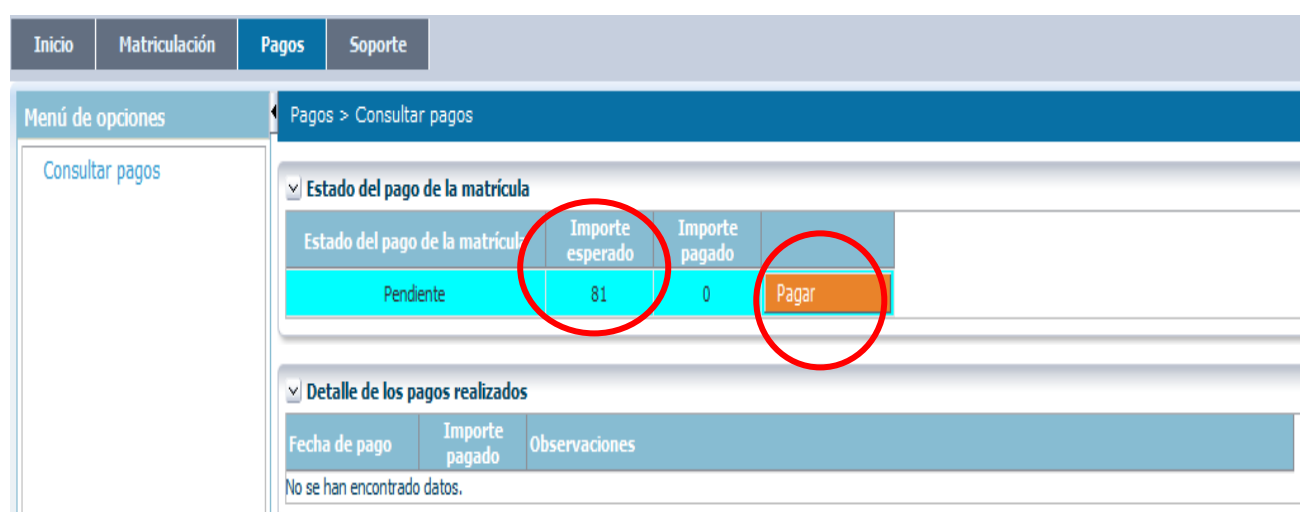 Inicio Matriculación Pagos Soporte
Menú de opciones
Consultar pagos
Pagos > Consultar pagos
Estado del pago de la matrícula
Estado del pago de la matrícula Importe esperado Importe pagado
Pendiente 81 0 Pagar
Detalle de los pagos realizados
Fecha de pago Importe pagado Observaciones
No se han encontrado datos.